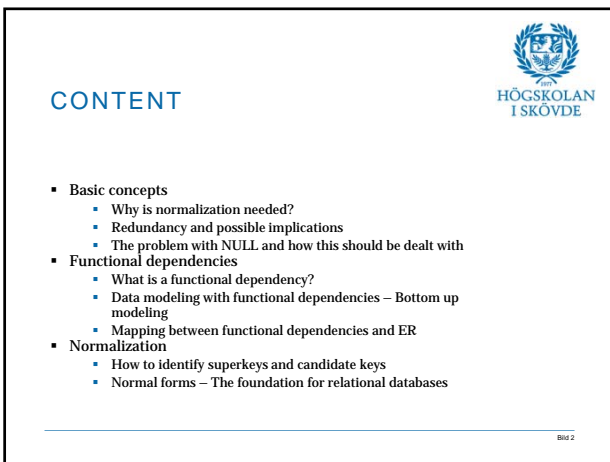 1977
HÖGSKOLAN
I SKÖVDE
CONTENT
▪ Basic concepts
▪ Why is normalization needed?
▪ Redundancy and possible implications
▪ The problem with NULL and how this should be dealt with
▪ Functional dependencies
▪ What is a functional dependency?
▪ Data modeling with functional dependencies – Bottom up
modeling
▪ Mapping between functional dependencies and ER
▪ Normalization
▪ How to identify superkeys and candidate keys
▪ Normal forms – The foundation for relational databases
Bild 2